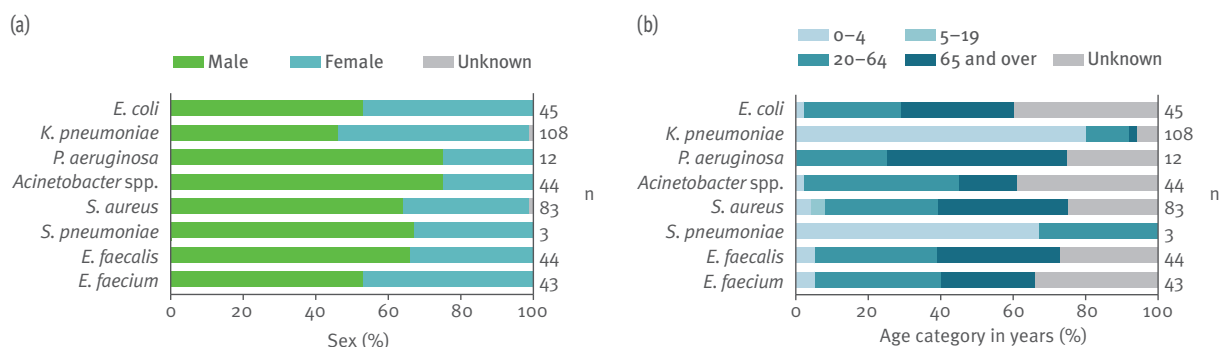 (a)
Male Female Unknown
E. coli 45
K. pneumoniae 108
P. aeruginosa 12
Acinetobacter spp. 44
S. aureus 83
S. pneumoniae 3
E. faecalis 44
E. faecium 43
n
0 20 40 60 80 100
Sex (%)
(b)
0–4 5–19
20–64 65 and over Unknown
E. coli 45
K. pneumoniae 108
P. aeruginosa 12
Acinetobacter spp. 44
S. aureus 83
S. pneumoniae 3
E. faecalis 44
E. faecium 43
n
0 20 40 60 80 100
Age category in years (%)